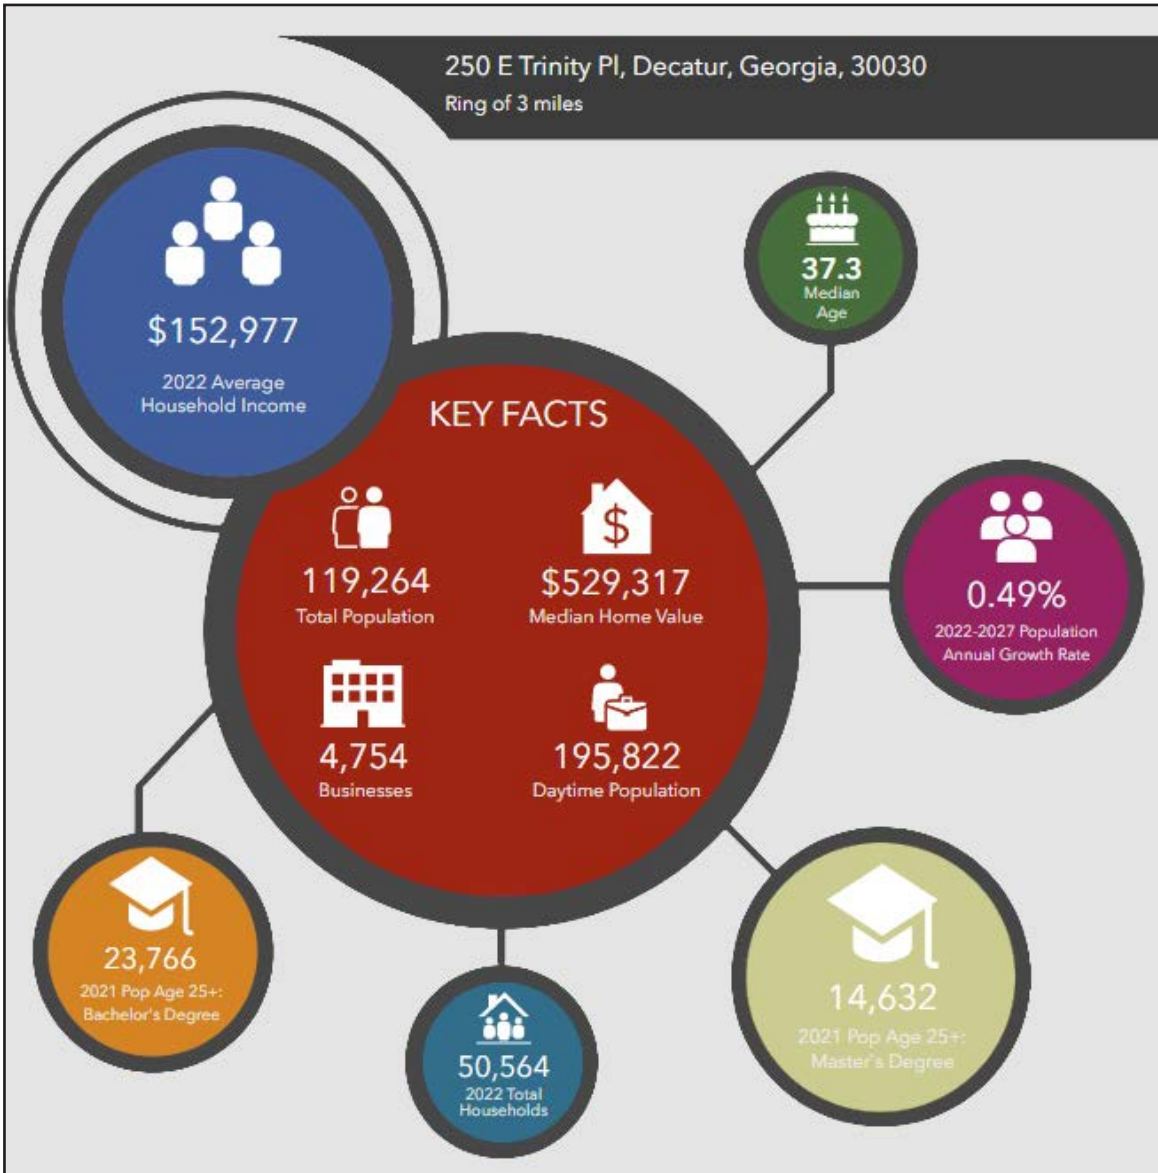 250 E Trinity Pl, Decatur, Georgia, 30030
Ring of 3 miles
$152,977
2022 Average
Household Income
37.3
Median
Age
KEY FACTS
119,264
Total Population
$
$529,317
Median Home Value
4,754
Businesses
195,822
Daytime Population
0.49%
2022-2027 Population
Annual Growth Rate
23,766
2021 Pop Age 25+:
Bachelor's Degree
50,564
2022 Total
Households
14,632
2021 Pop Age 25+:
Master's Degree